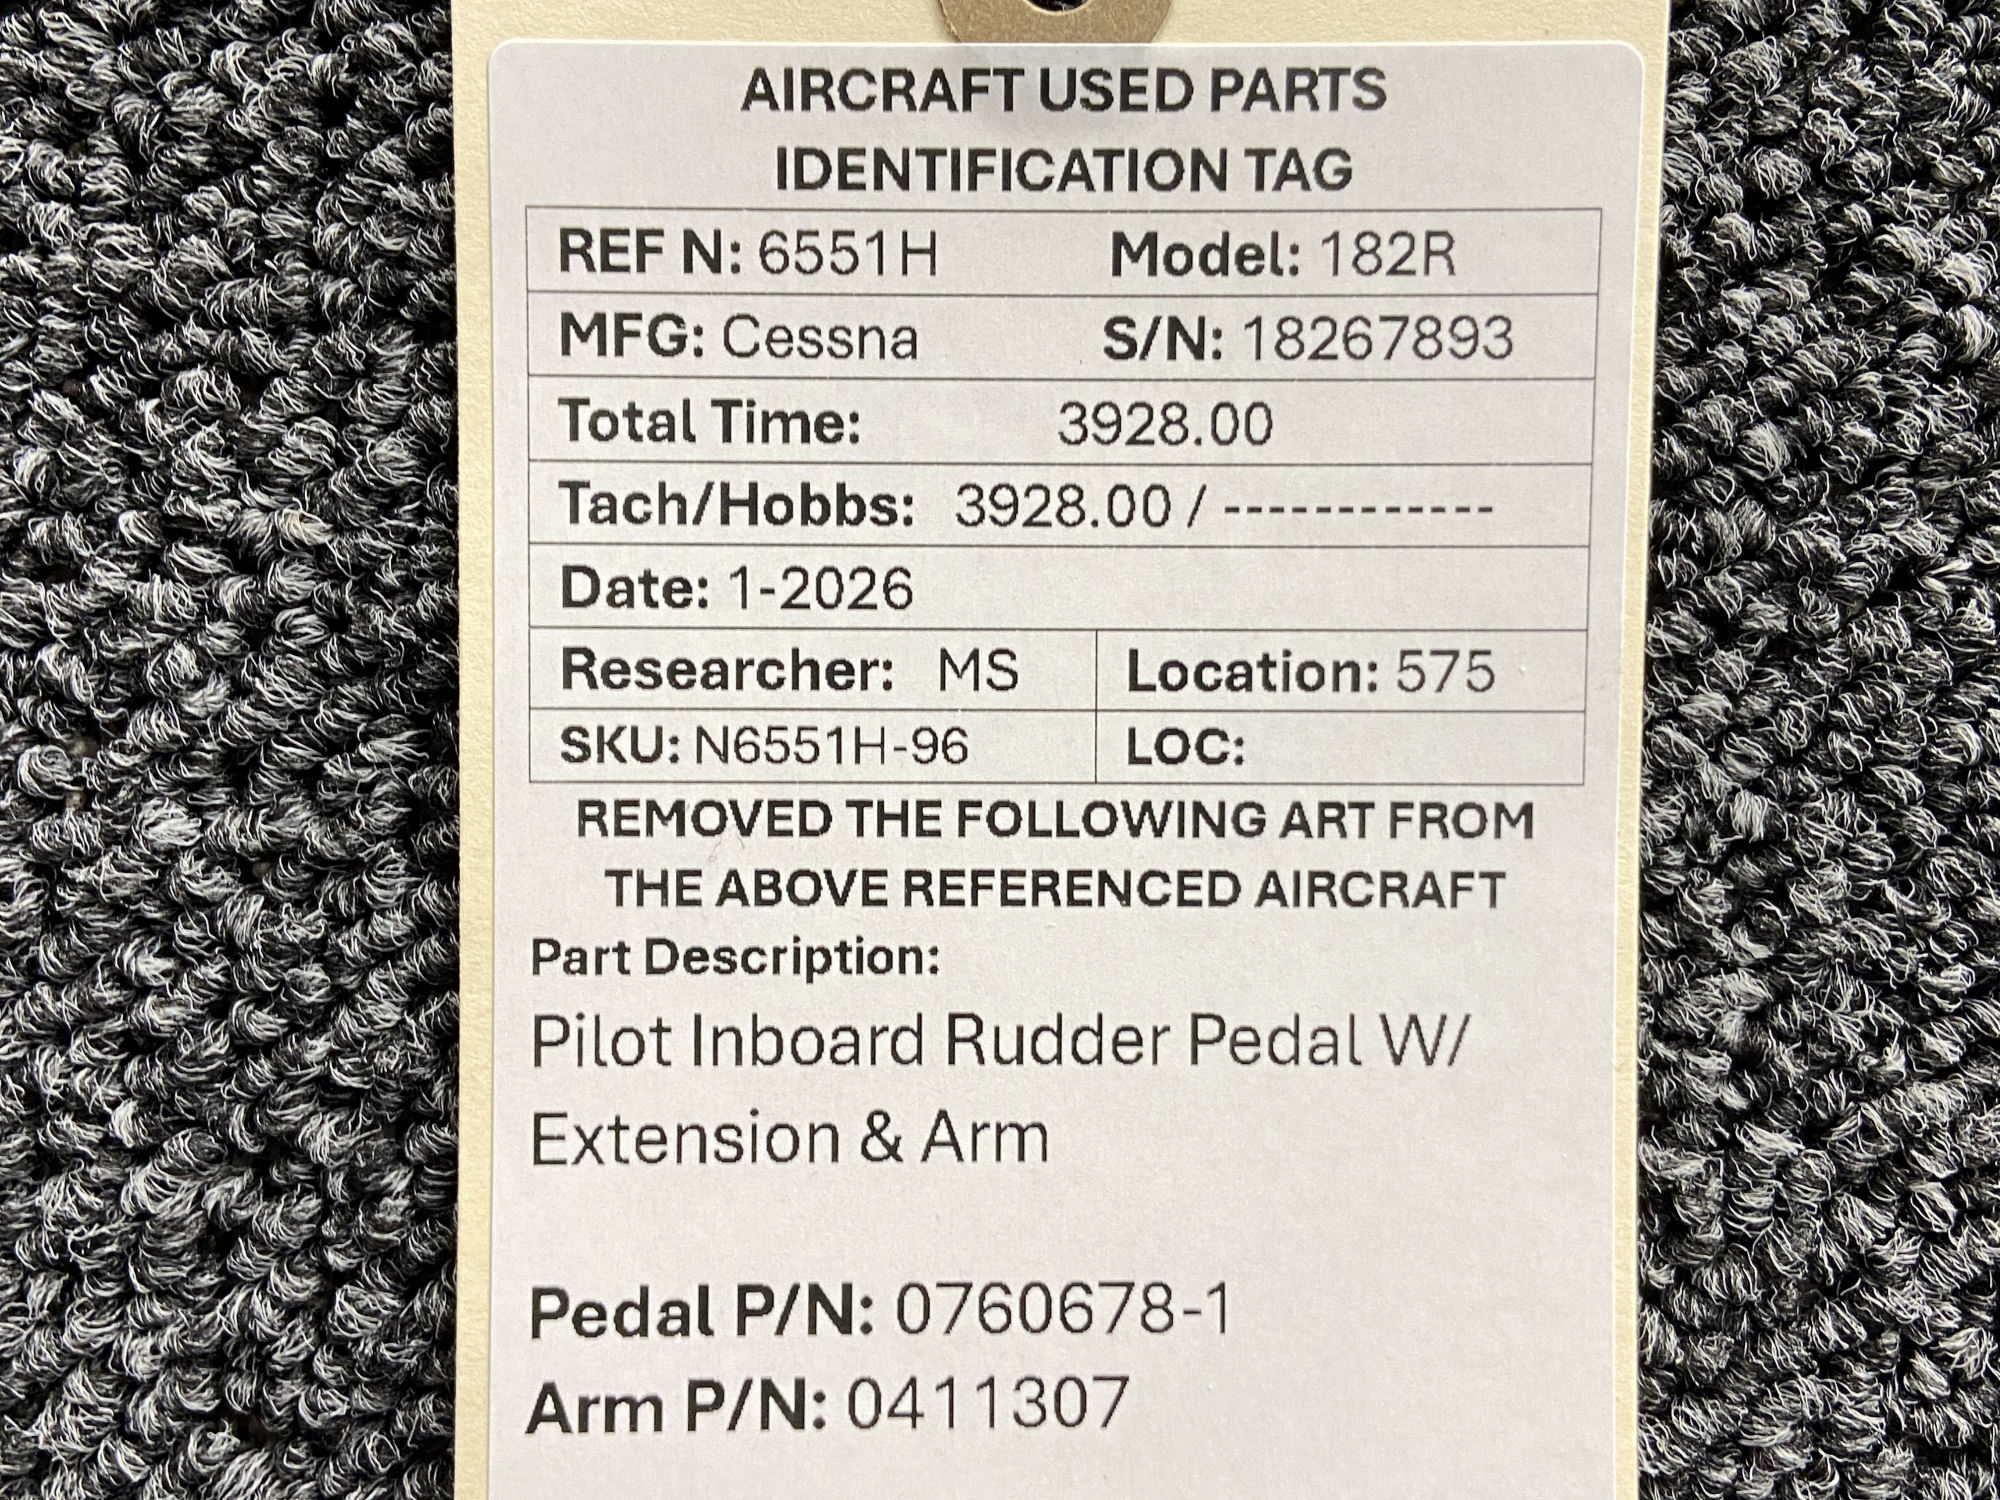 AIRCRAFT USED PARTS
IDENTIFICATION TAG
REF N: 6551H Model: 182R
MFG: Cessna S/N: 18267893
Total Time: 3928.00
Tach/Hobbs: 3928.00 / ------------
Date: 1-2026
Researcher: MS Location: 575
SKU: N6551H-96 LOC:
REMOVED THE FOLLOWING ART FROM
THE ABOVE REFERENCED AIRCRAFT
Part Description:
Pilot Inboard Rudder Pedal W/
Extension & Arm
Pedal P/N: 0760678-1
Arm P/N: 0411307